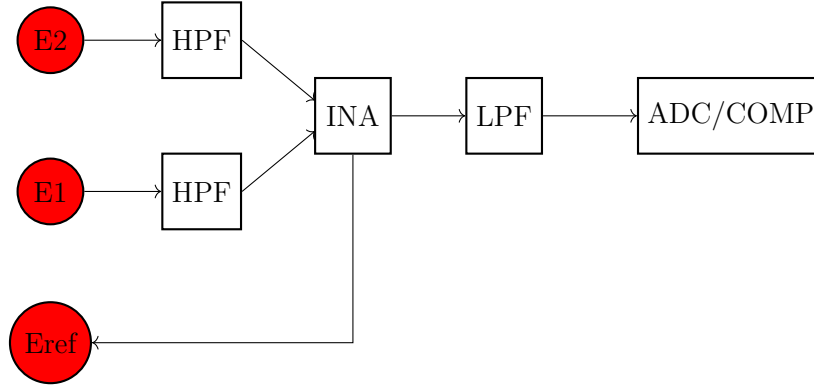 E2
HPF
INA
LPF
ADC/COMP
E1
HPF
Eref